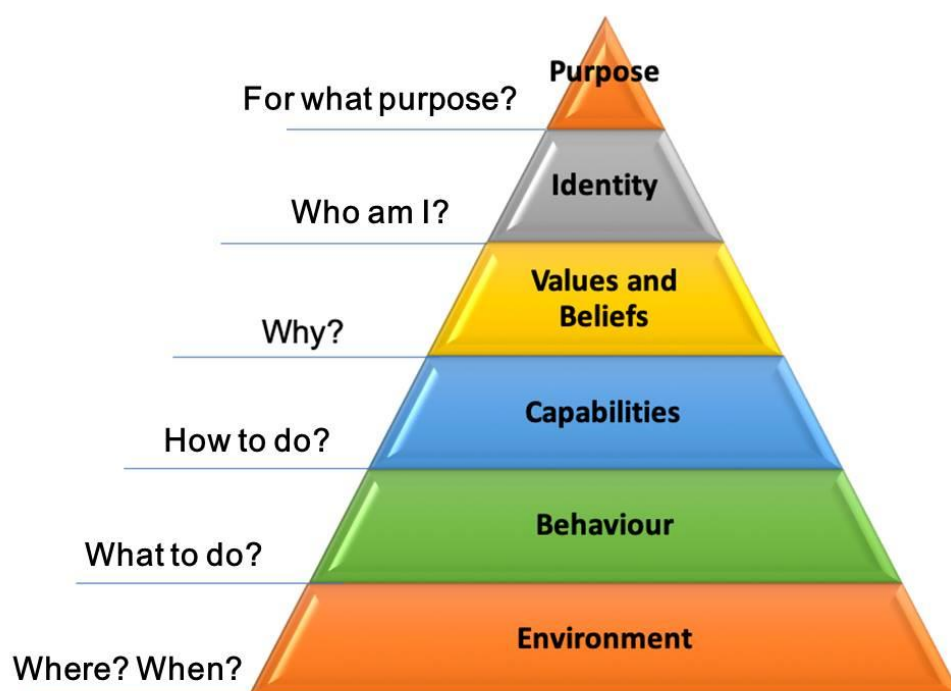 Purpose
For what purpose?
Identity
Who am I?
Values and
Beliefs
Why?
Capabilities
How to do?
Behaviour
What to do?
Environment
Where? When?